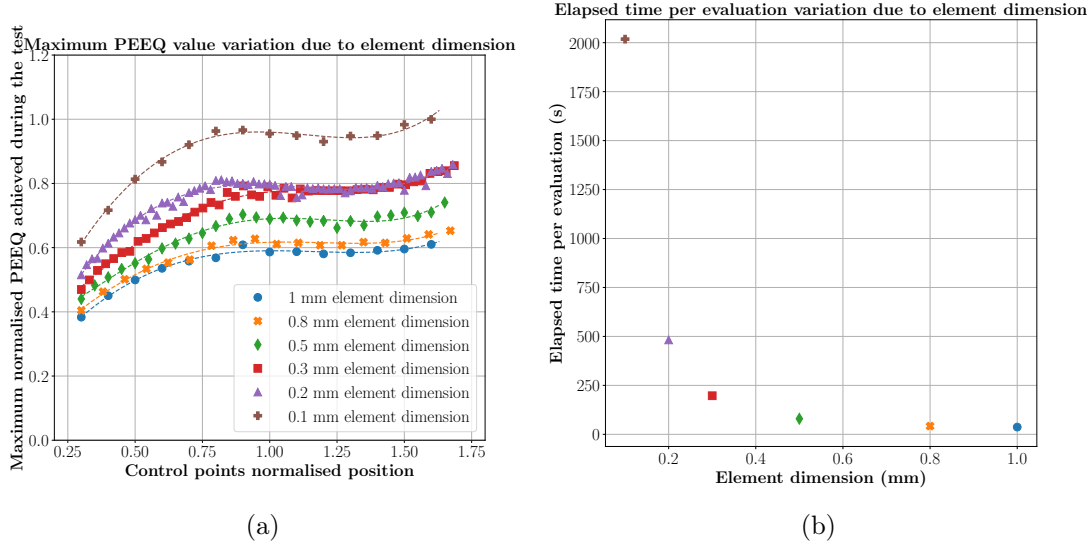 Maximum PEEQ value variation due to element dimension
Maximum normalised PEEQ achieved during the test
1.2
1.0
0.8
0.6
0.4
0.2
0.0
0.25
0.50
0.75
1.00
1.25
1.50
1.75
Control points normalised position
1 mm element dimension
0.8 mm element dimension
0.5 mm element dimension
0.3 mm element dimension
0.2 mm element dimension
0.1 mm element dimension
(a)
Elapsed time per evaluation variation due to element dimension
Elapsed time per evaluation (s)
2000
1750
1500
1250
1000
750
500
250
0
0.2
0.4
0.6
0.8
1.0
Element dimension (mm)
(b)